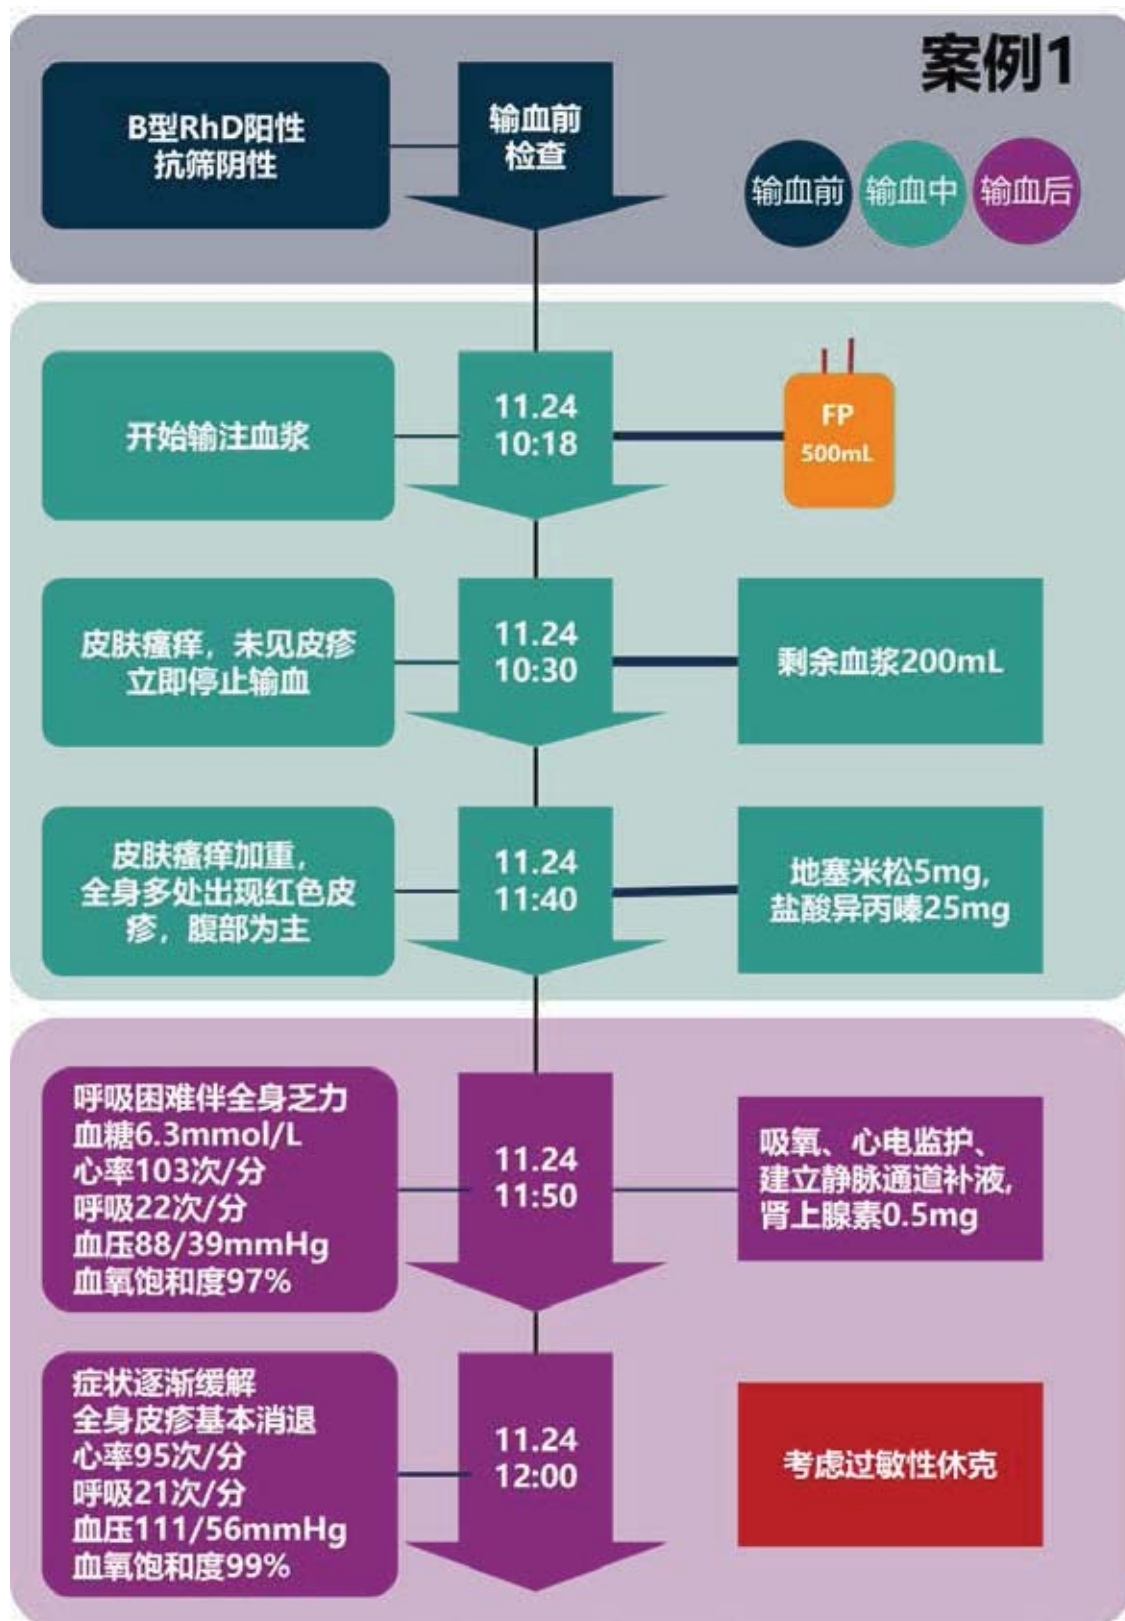 案例1
B型RhD阳性
抗筛阴性
输血前
检查
输血前
输血中
输血后
开始输注血浆
11.24
10:18
FP
500mL
皮肤瘙痒，未见皮疹
立即停止输血
11.24
10:30
剩余血浆200mL
皮肤瘙痒加重，
全身多处出现红色皮
疹，腹部为主
11.24
11:40
地塞米松5mg,
盐酸异丙嗪25mg
呼吸困难伴全身乏力
血糖6.3mmol/L
心率103次/分
呼吸22次/分
血压88/39mmHg
血氧饱和度97%
11.24
11:50
吸氧、心电监护、
建立静脉通道补液,
肾上腺素0.5mg
症状逐渐缓解
全身皮疹基本消退
心率95次/分
呼吸21次/分
血压111/56mmHg
血氧饱和度99%
11.24
12:00
考虑过敏性休克